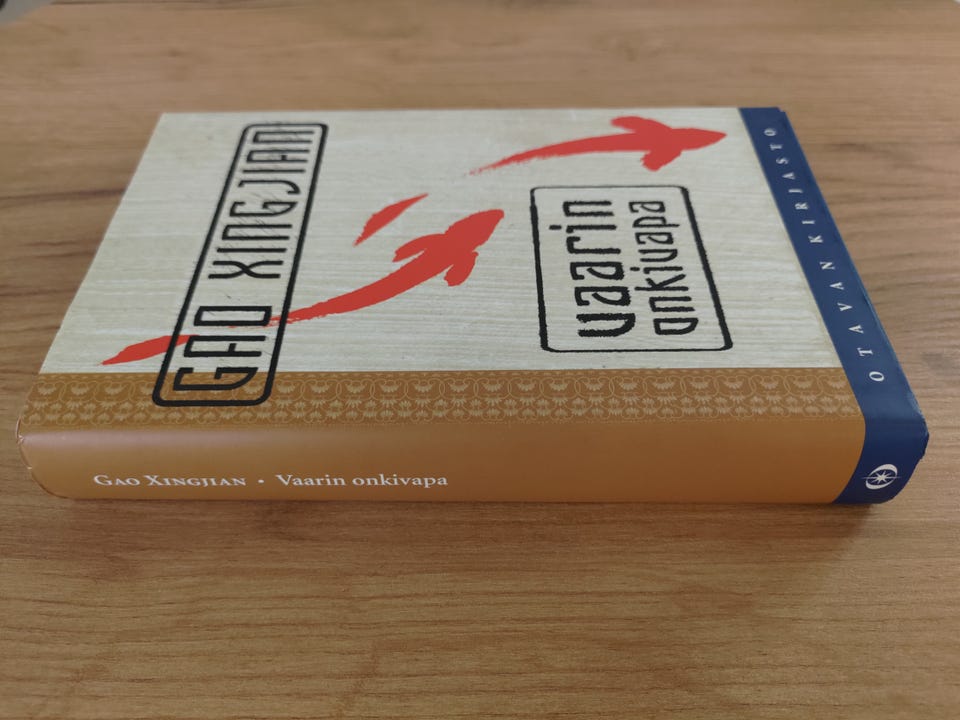 GAO XINGJIAN
vaarin
onkivapa
OTAVAN KIRJASTO
GAO XINGJIAN • Vaarin onkivapa